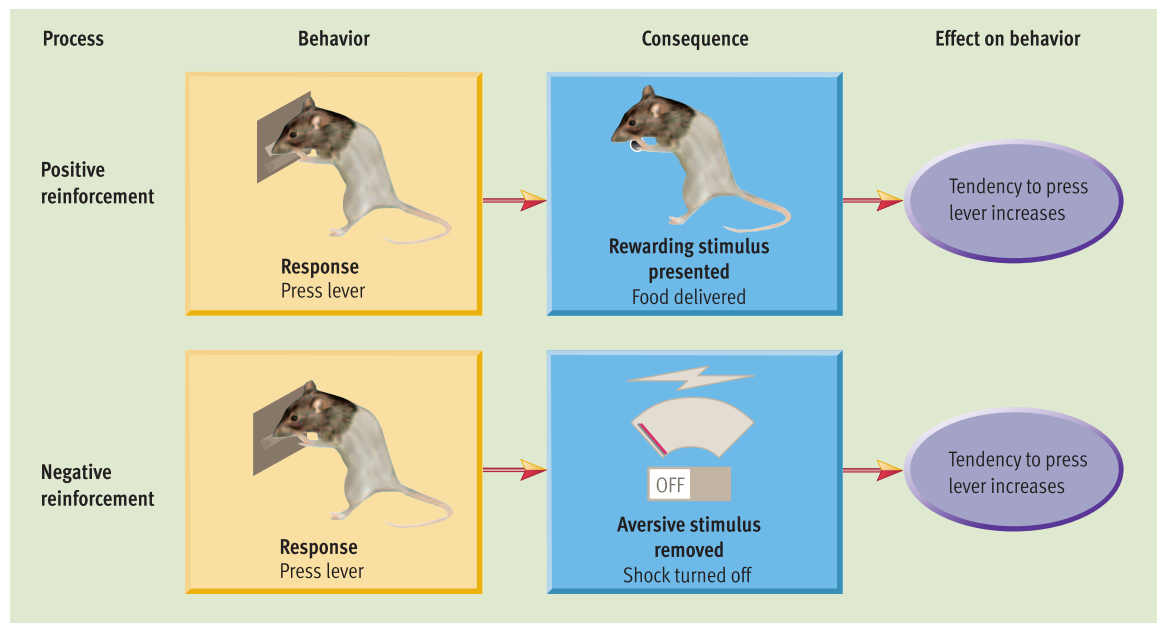 Process
Behavior
Consequence
Effect on behavior
Positive
reinforcement
Response
Press lever
Rewarding stimulus
presented
Food delivered
Tendency to press
lever increases
Negative
reinforcement
Response
Press lever
OFF
Aversive stimulus
removed
Shock turned off
Tendency to press
lever increases